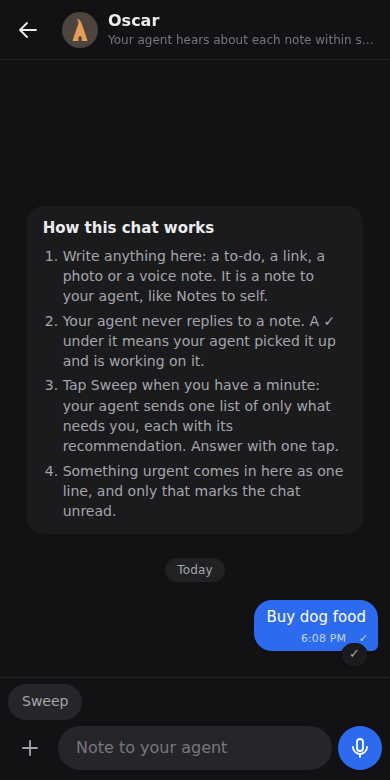 Oscar
Your agent hears about each note within s...
How this chat works
1. Write anything here: a to-do, a link, a
photo or a voice note. It is a note to
your agent, like Notes to self.
2. Your agent never replies to a note. A ✓
under it means your agent picked it up
and is working on it.
3. Tap Sweep when you have a minute:
your agent sends one list of only what
needs you, each with its
recommendation. Answer with one tap.
4. Something urgent comes in here as one
line, and only that marks the chat
unread.
Today
Buy dog food
6:08 PM ✓
✓
Sweep
Note to your agent